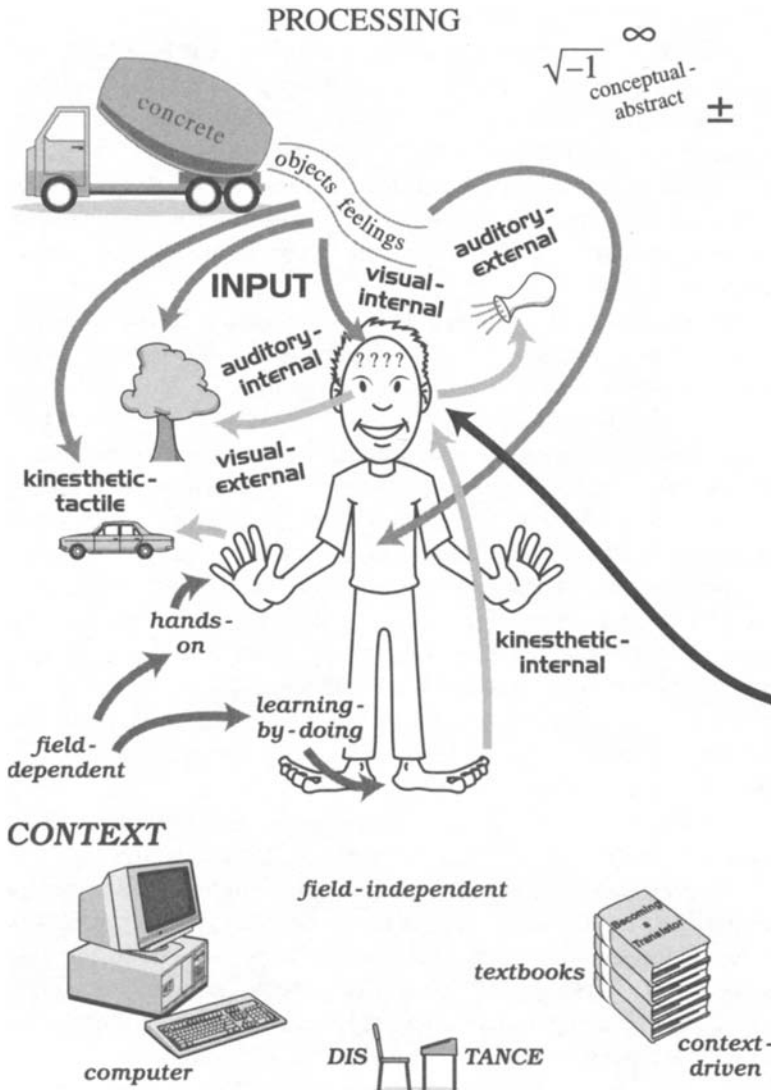 PROCESSING
∞
√−1
conceptual-
abstract
±
concrete
objects
feelings
auditory-
external
INPUT
visual-
internal
auditory-
internal
? ? ? ?
visual-
external
kinesthetic-
tactile
hands-
on
kinesthetic-
internal
learning-
by-doing
field-
dependent
CONTEXT
field-independent
Becoming
a
Translator
textbooks
computer
DIS TANCE
context-
driven